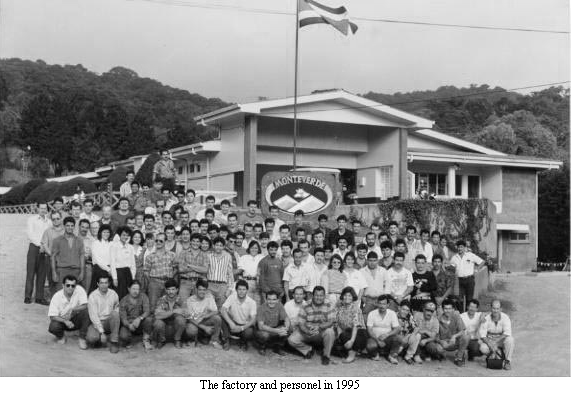 MONTEVERDE
The factory and personel in 1995